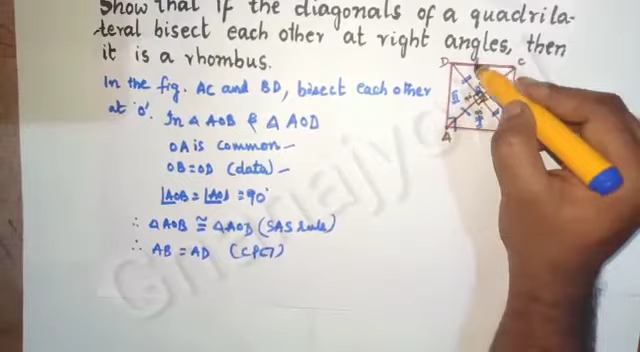 Show that if the diagonals of a quadrila-
teral bisect each other at right angles, then
it is a rhombus.
In the fig. AC and BD, bisect each other
at 'O'. In △ AOB & △ AOD
OA is common
OB = OD (data)
∠AOB = ∠AOD = 90°
∴ △AOB ≅ △AOD (SAS rule)
∴ AB = AD (CPCT)
D C
A
Gnanajyoti